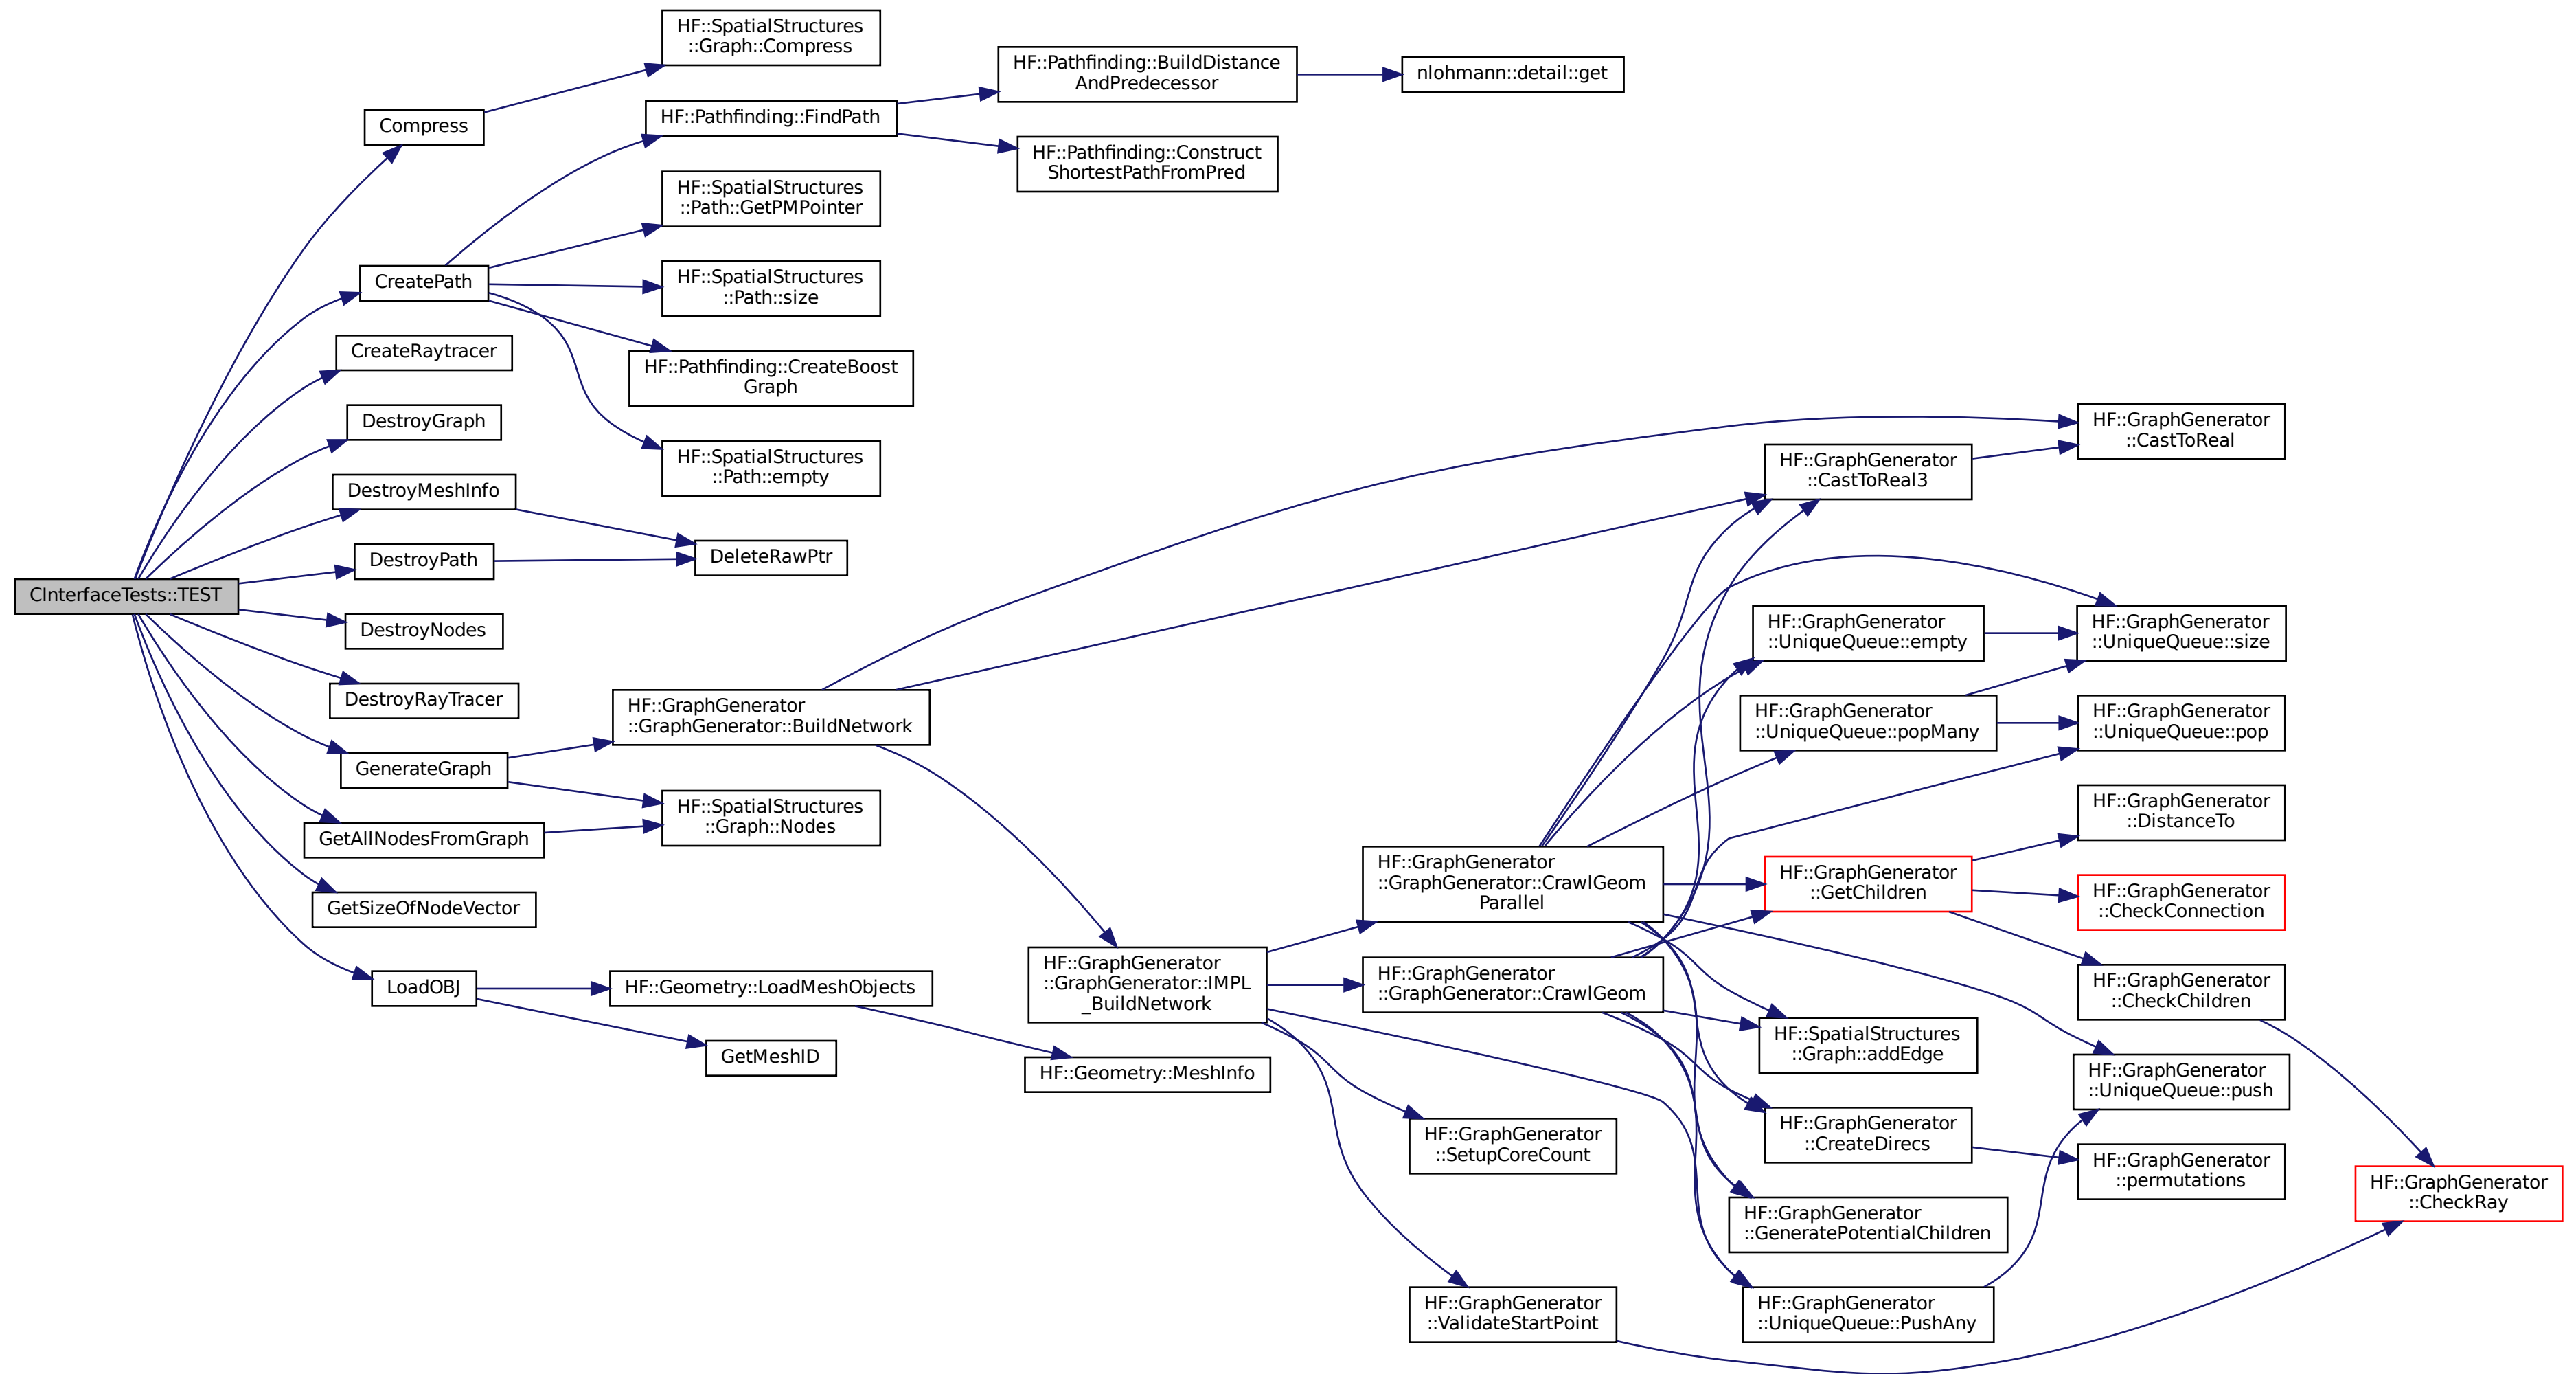 HF::SpatialStructures
::Graph::Compress
HF::Pathfinding::BuildDistance
AndPredecessor
nlohmann::detail::get
Compress
HF::Pathfinding::FindPath
HF::Pathfinding::Construct
ShortestPathFromPred
HF::SpatialStructures
::Path::GetPMPointer
CreatePath
HF::SpatialStructures
::Path::size
CreateRaytracer
HF::Pathfinding::CreateBoost
Graph
DestroyGraph
HF::SpatialStructures
::Path::empty
HF::GraphGenerator
::CastToReal
HF::GraphGenerator
::CastToReal3
DestroyMeshInfo
DestroyPath
DeleteRawPtr
CInterfaceTests::TEST
DestroyNodes
HF::GraphGenerator
::UniqueQueue::empty
HF::GraphGenerator
::UniqueQueue::size
DestroyRayTracer
HF::GraphGenerator
::GraphGenerator::BuildNetwork
HF::GraphGenerator
::UniqueQueue::popMany
HF::GraphGenerator
::UniqueQueue::pop
GenerateGraph
HF::SpatialStructures
::Graph::Nodes
HF::GraphGenerator
::DistanceTo
GetAllNodesFromGraph
HF::GraphGenerator
::GraphGenerator::CrawlGeom
Parallel
HF::GraphGenerator
::GetChildren
HF::GraphGenerator
::CheckConnection
GetSizeOfNodeVector
LoadOBJ
HF::Geometry::LoadMeshObjects
HF::GraphGenerator
::GraphGenerator::IMPL
_BuildNetwork
HF::GraphGenerator
::GraphGenerator::CrawlGeom
HF::GraphGenerator
::CheckChildren
GetMeshID
HF::Geometry::MeshInfo
HF::SpatialStructures
::Graph::addEdge
HF::GraphGenerator
::UniqueQueue::push
HF::GraphGenerator
::SetupCoreCount
HF::GraphGenerator
::CreateDirecs
HF::GraphGenerator
::permutations
HF::GraphGenerator
::CheckRay
HF::GraphGenerator
::GeneratePotentialChildren
HF::GraphGenerator
::ValidateStartPoint
HF::GraphGenerator
::UniqueQueue::PushAny